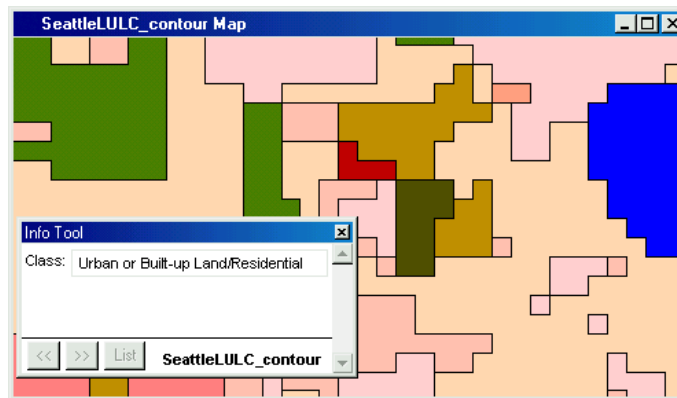 SeattleLULC_contour Map
Info Tool
Class: Urban or Built-up Land/Residential
<< >> List SeattleLULC_contour